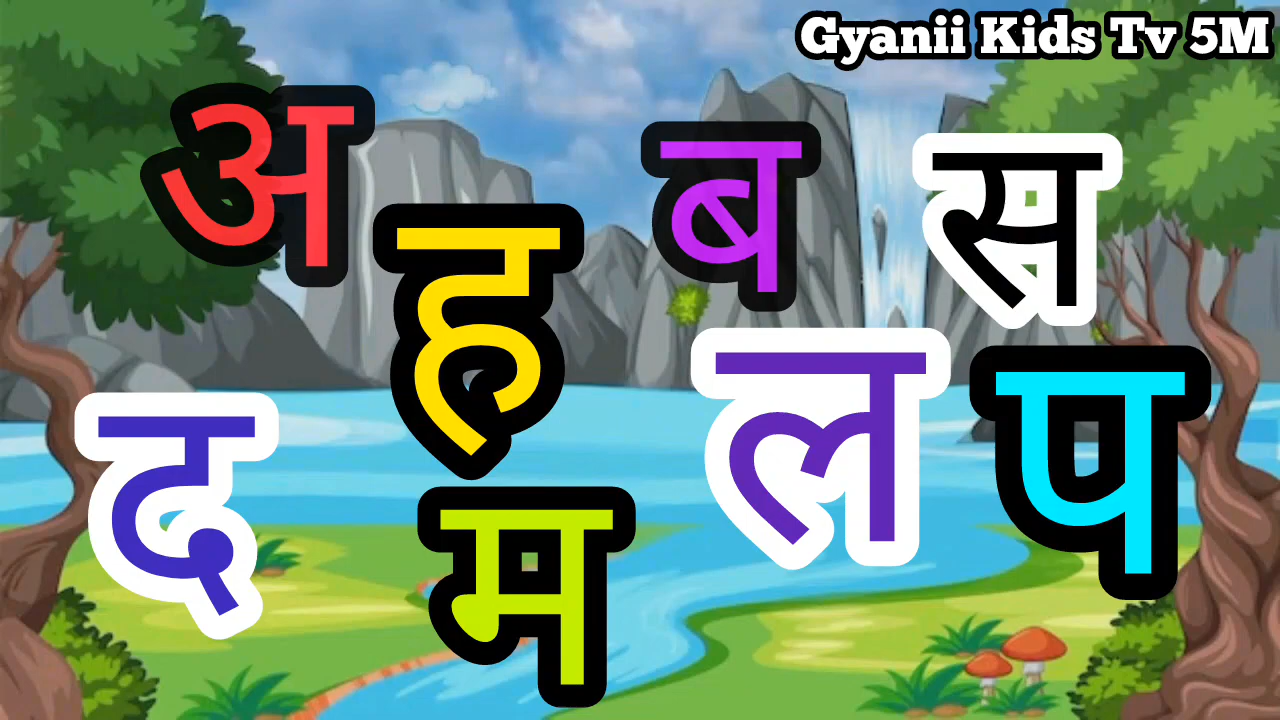 Gyanii Kids Tv 5M
अ ब स
ह
ल प
द
म